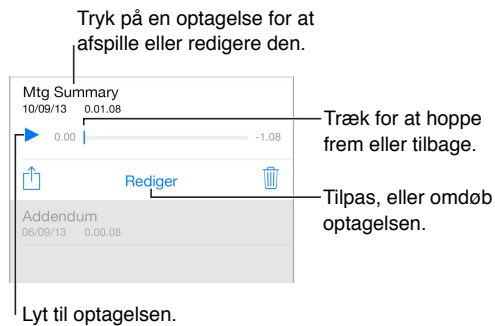 Tryk på en optagelse for at
afspille eller redigere den.
Mtg Summary
10/09/13 0.01.08
0.00 -1.08
Træk for at hoppe
frem eller tilbage.
Rediger
Tilpas, eller omdøb
optagelsen.
Addendum
06/09/13 0.00.08
Lyt til optagelsen.